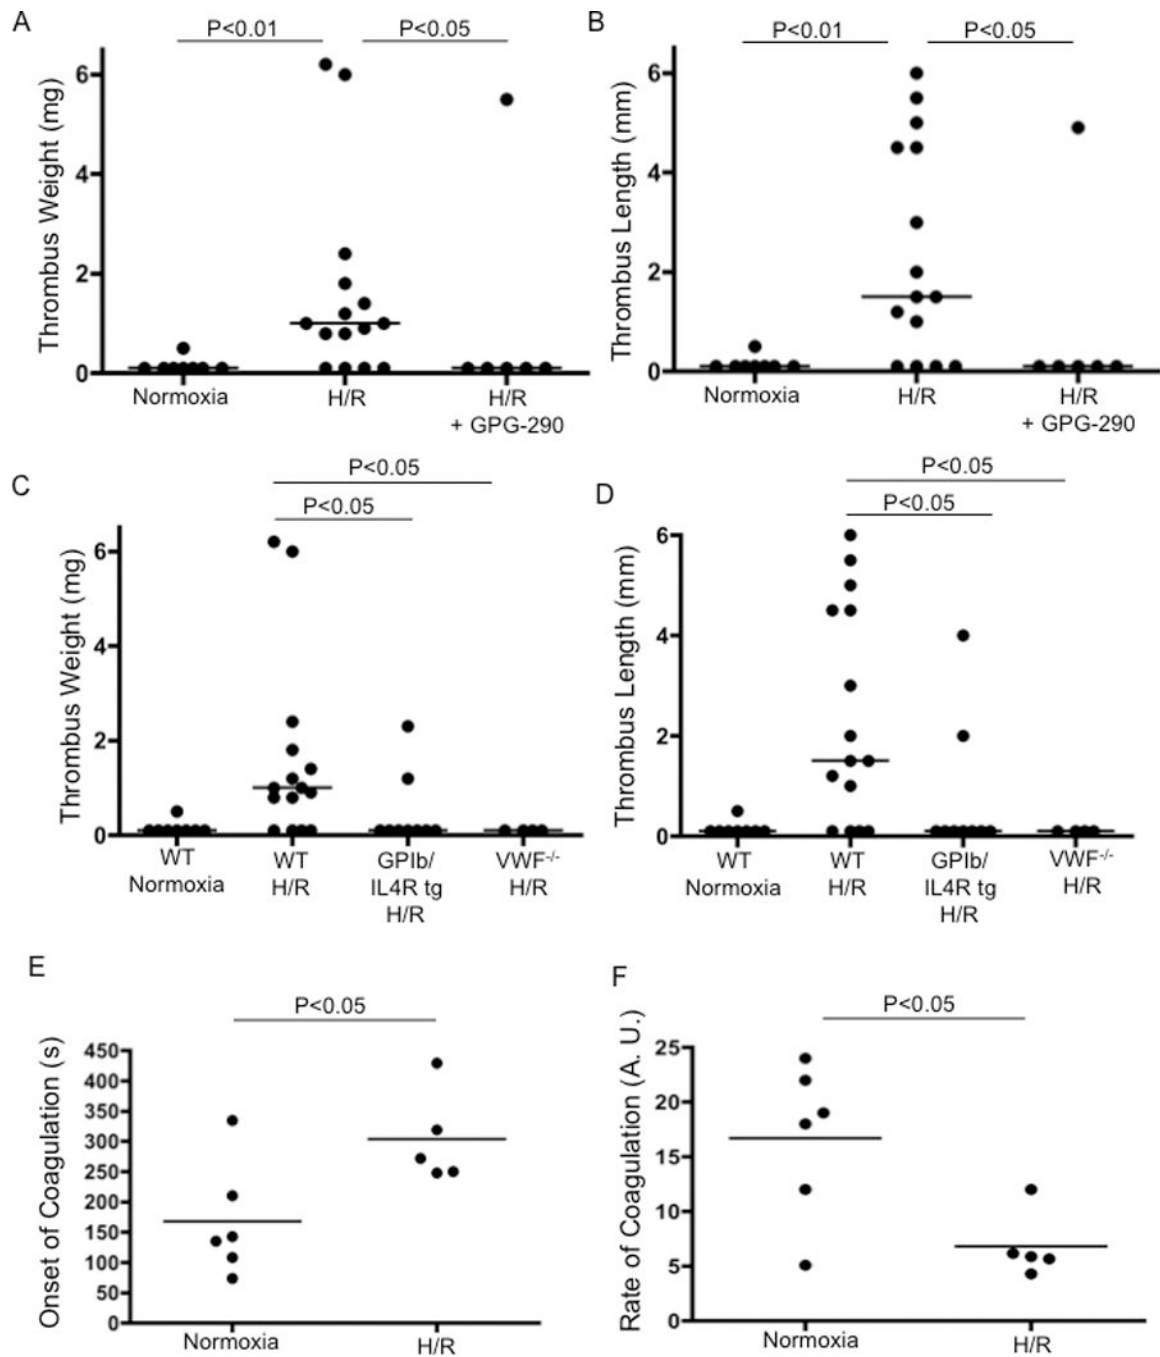 A
P<0.01
P<0.05
Thrombus Weight (mg)
6
4
2
0
Normoxia
H/R
H/R
+ GPG-290
B
P<0.01
P<0.05
Thrombus Length (mm)
6
4
2
0
Normoxia
H/R
H/R
+ GPG-290
C
P<0.05
P<0.05
Thrombus Weight (mg)
6
4
2
0
WT
Normoxia
WT
H/R
GPIb/
IL4R tg
H/R
VWF-/-
H/R
D
P<0.05
P<0.05
Thrombus Length (mm)
6
4
2
0
WT
Normoxia
WT
H/R
GPIb/
IL4R tg
H/R
VWF-/-
H/R
E
P<0.05
Onset of Coagulation (s)
450
400
350
300
250
200
150
100
50
0
Normoxia
H/R
F
P<0.05
Rate of Coagulation (A. U.)
25
20
15
10
5
0
Normoxia
H/R